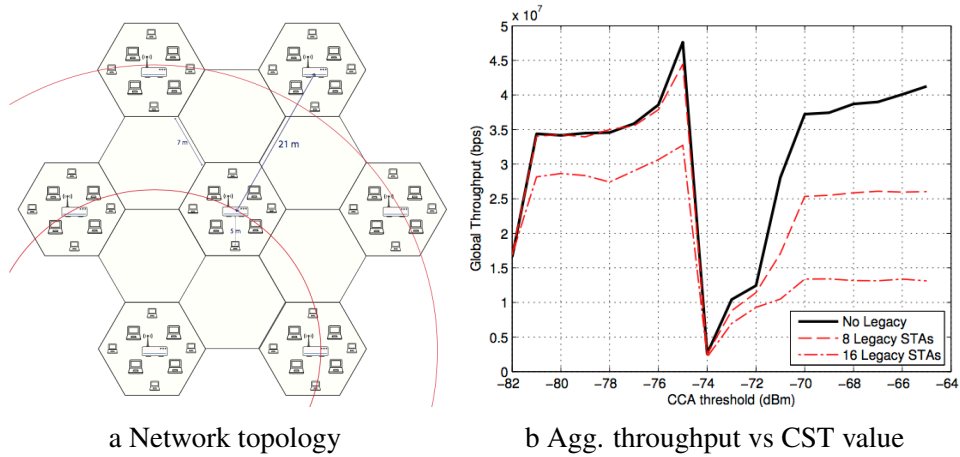 7 m
21 m
5 m
× 10⁷
5
4.5
4
3.5
3
2.5
2
1.5
1
0.5
0
Global Throughput (bps)
−82 −80 −78 −76 −74 −72 −70 −68 −66 −64
CCA threshold (dBm)
No Legacy
8 Legacy STAs
16 Legacy STAs
a Network topology
b Agg. throughput vs CST value